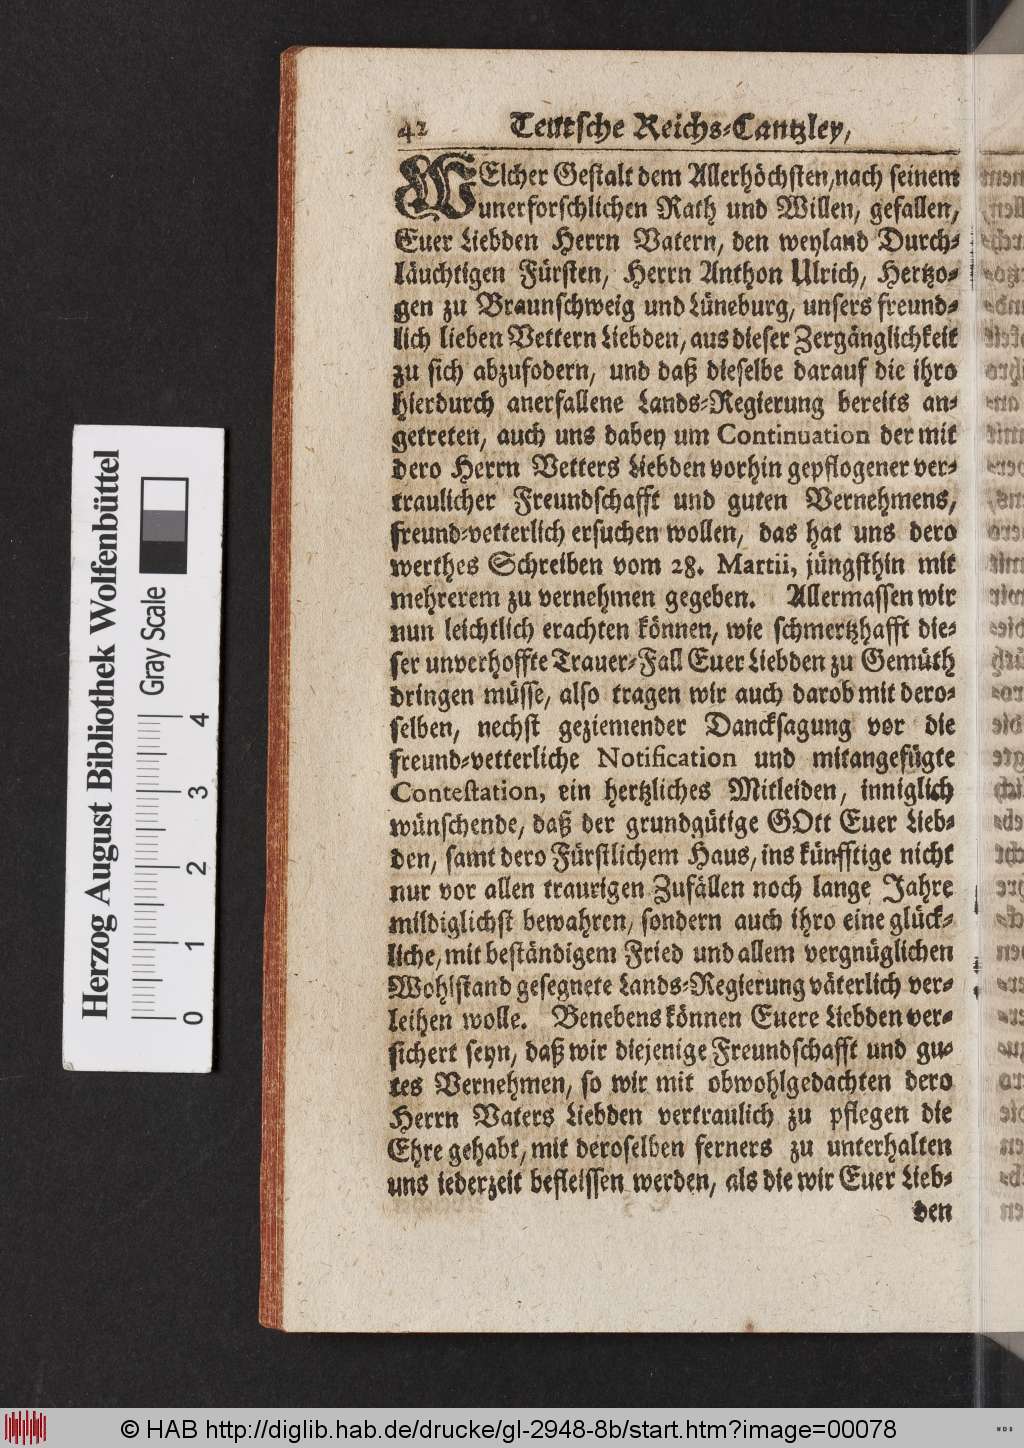 42 Teutsche Reichs-Cantzley,
WElcher Gestalt dem Allerhöchsten, nach seinem
unerforschlichen Rath und Willen, gefallen,
Euer Liebden Herrn Vatern, den weyland Durch-
läuchtigen Fürsten, Herrn Anthon Ulrich, Hertzo-
gen zu Braunschweig und Lüneburg, unsers freund-
lich lieben Vettern Liebden, aus dieser Zergänglichkeit
zu sich abzufodern, und daß dieselbe darauf die ihro
hierdurch anerfallene Lands-Regierung bereits an-
getreten, auch uns dabey um Continuation der mit
dero Herrn Vetters Liebden vorhin gepflogener ver-
traulicher Freundschafft und guten Vernehmens,
freund-vetterlich ersuchen wollen, das hat uns dero
werthes Schreiben vom 28. Martii, jüngsthin mit
mehrerem zu vernehmen gegeben. Allermassen wir
nun leichtlich erachten können, wie schmertzhafft die-
ser unverhoffte Trauer-Fall Euer Liebden zu Gemüth
dringen müsse, also tragen wir auch darob mit dero-
selben, nechst geziemender Dancksagung vor die
freund-vetterliche Notification und mitangefügte
Contestation, ein hertzliches Mitleiden, inniglich
wünschende, daß der grundgütige GOtt Euer Lieb-
den, samt dero Fürstlichem Haus, ins künfftige nicht
nur vor allen traurigen Zufällen noch lange Jahre
mildiglichst bewahren, sondern auch ihro eine glück-
liche, mit beständigem Fried und allem vergnüglichen
Wohlstand gesegnete Lands-Regierung väterlich ver-
leihen wolle. Benebens können Euere Liebden ver-
sichert seyn, daß wir diejenige Freundschafft und gu-
tes Vernehmen, so wir mit obwohlgedachten dero
Herrn Vaters Liebden vertraulich zu pflegen die
Ehre gehabt, mit deroselben ferners zu unterhalten
uns iederzeit befleissen werden, als die wir Euer Lieb-
den
Herzog August Bibliothek Wolfenbüttel
Gray Scale
0 1 2 3 4
© HAB http://diglib.hab.de/drucke/gl-2948-8b/start.htm?image=00078